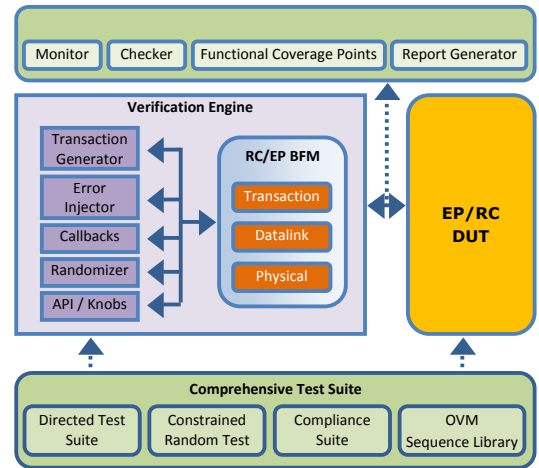 Monitor
Checker
Functional Coverage Points
Report Generator
Verification Engine
Transaction
Generator
Error
Injector
Callbacks
Randomizer
API / Knobs
RC/EP BFM
Transaction
Datalink
Physical
EP/RC
DUT
Comprehensive Test Suite
Directed Test
Suite
Constrained
Random Test
Compliance
Suite
OVM
Sequence Library